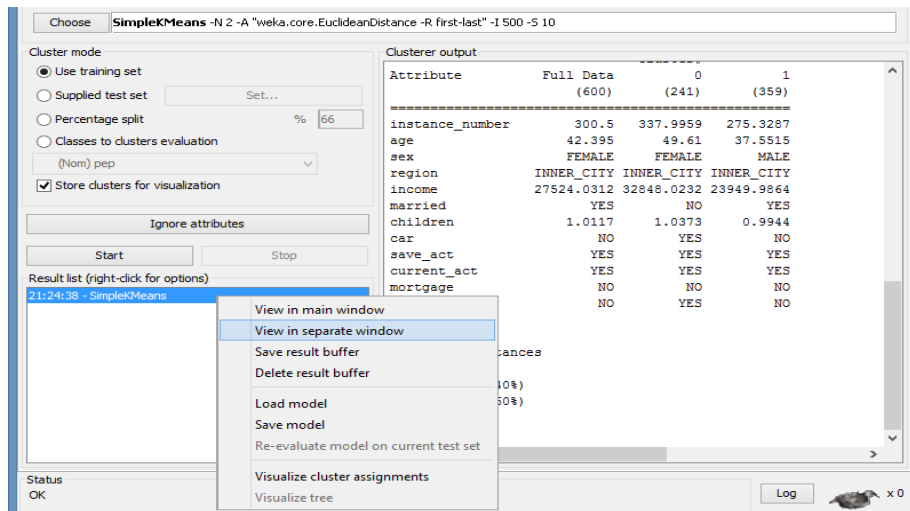 Choose SimpleKMeans -N 2 -A "weka.core.EuclideanDistance -R first-last" -I 500 -S 10
Cluster mode
Use training set
Supplied test set Set...
Percentage split % 66
Classes to clusters evaluation
(Nom) pep
Store clusters for visualization
Ignore attributes
Start Stop
Result list (right-click for options)
21:24:38 - SimpleKMeans
View in main window
View in separate window
Save result buffer
Delete result buffer
Load model
Save model
Re-evaluate model on current test set
Visualize cluster assignments
Visualize tree
Clusterer output
Attribute Full Data 0 1
(600) (241) (359)
==================================================
instance_number 300.5 337.9959 275.3287
age 42.395 49.61 37.5515
sex FEMALE FEMALE MALE
region INNER_CITY INNER_CITY INNER_CITY
income 27524.0312 32848.0232 23949.9864
married YES NO YES
children 1.0117 1.0373 0.9944
car NO YES NO
save_act YES YES YES
current_act YES YES YES
mortgage NO NO NO
NO YES NO
Status
OK
Log x 0